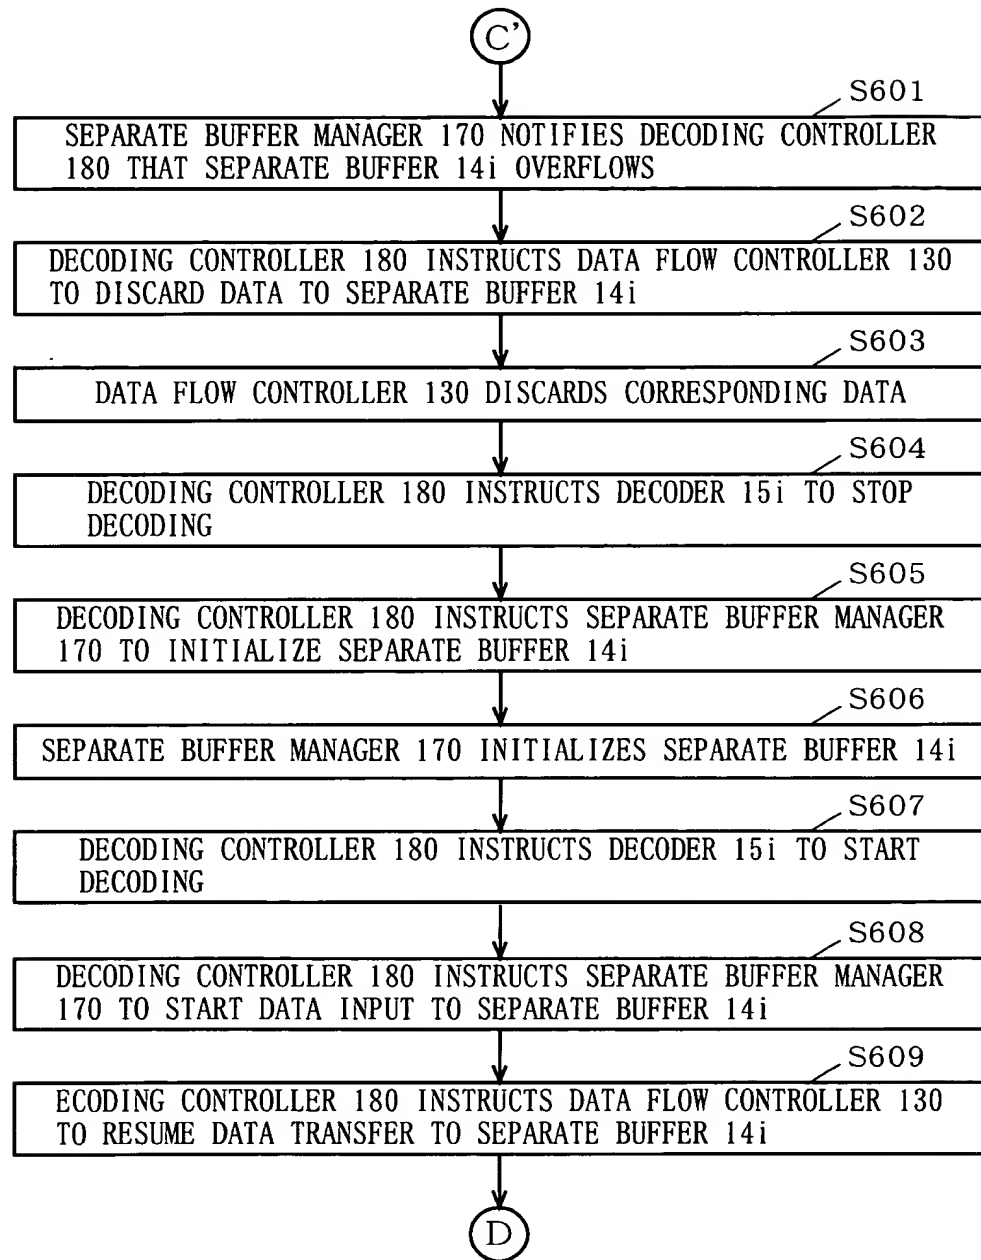 C'
S601
SEPARATE BUFFER MANAGER 170 NOTIFIES DECODING CONTROLLER
180 THAT SEPARATE BUFFER 14i OVERFLOWS
S602
DECODING CONTROLLER 180 INSTRUCTS DATA FLOW CONTROLLER 130
TO DISCARD DATA TO SEPARATE BUFFER 14i
S603
DATA FLOW CONTROLLER 130 DISCARDS CORRESPONDING DATA
S604
DECODING CONTROLLER 180 INSTRUCTS DECODER 15i TO STOP
DECODING
S605
DECODING CONTROLLER 180 INSTRUCTS SEPARATE BUFFER MANAGER
170 TO INITIALIZE SEPARATE BUFFER 14i
S606
SEPARATE BUFFER MANAGER 170 INITIALIZES SEPARATE BUFFER 14i
S607
DECODING CONTROLLER 180 INSTRUCTS DECODER 15i TO START
DECODING
S608
DECODING CONTROLLER 180 INSTRUCTS SEPARATE BUFFER MANAGER
170 TO START DATA INPUT TO SEPARATE BUFFER 14i
S609
ECODING CONTROLLER 180 INSTRUCTS DATA FLOW CONTROLLER 130
TO RESUME DATA TRANSFER TO SEPARATE BUFFER 14i
D